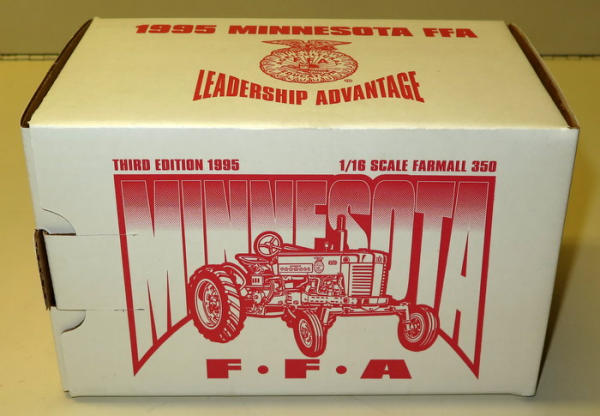 1995 MINNESOTA FFA
®
LEADERSHIP ADVANTAGE
THIRD EDITION 1995 1/16 SCALE FARMALL 350
MINNESOTA
F·F·A